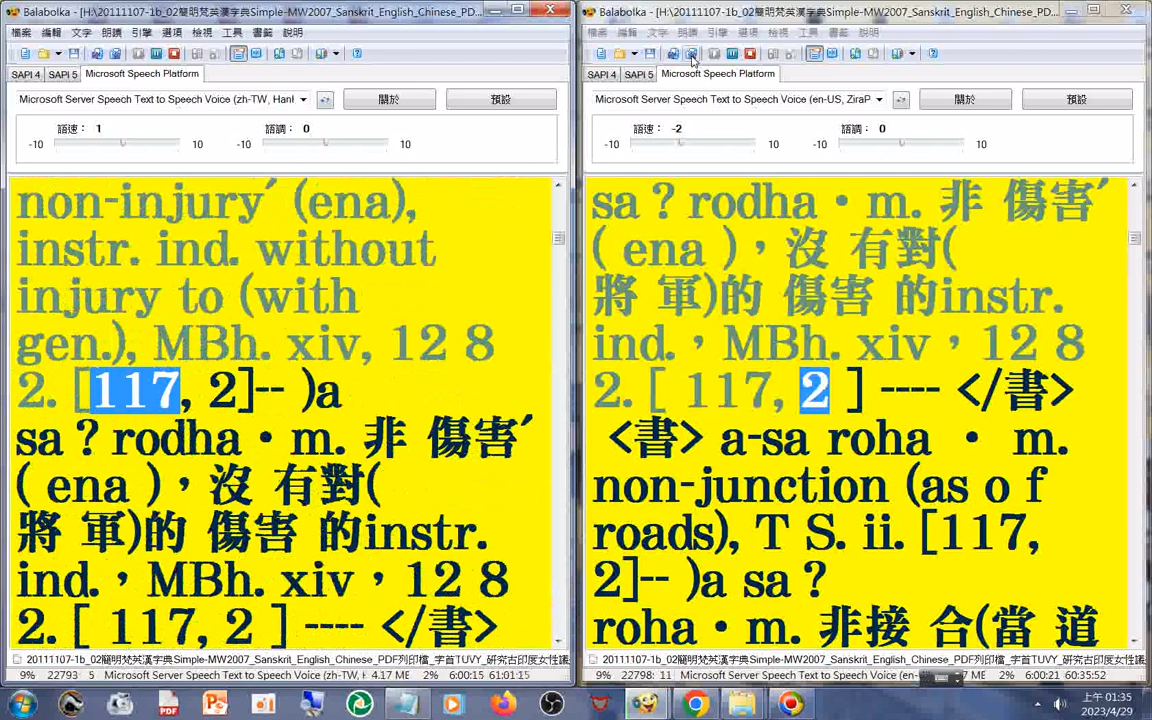 Balabolka - [H:\20111107-1b_02簡明梵英漢字典Simple-MW2007_Sanskrit_English_Chinese_PD...
檔案 編輯 文字 朗讀 引擎 選項 檢視 工具 書籤 說明
SAPI 4 SAPI 5 Microsoft Speech Platform
Microsoft Server Speech Text to Speech Voice (zh-TW, HanH
關於 預設
語速： 1 語調： 0
-10 10 -10 10
non-injury′ (ena),
instr. ind. without
injury to (with
gen.), MBh. xiv, 12 8
2. [117, 2]-- )a
sa ? rodha • m. 非 傷害′
( ena )，沒 有對(
將 軍)的 傷害 的instr.
ind.，MBh. xiv，12 8
2. [ 117, 2 ] ---- </書>
20111107-1b_02簡明梵英漢字典Simple-MW2007_Sanskrit_English_Chinese_PDF列印檔_字首TUVY_研究古印度女性議
9% 22793: 5 Microsoft Server Speech Text to Speech Voice (zh-TW, H 4.17 ME 2% 6:00:15 61:01:15
Balabolka - [H:\20111107-1b_02簡明梵英漢字典Simple-MW2007_Sanskrit_English_Chinese_PD...
檔案 編輯 文字 朗讀 引擎 選項 檢視 工具 書籤 說明
SAPI 4 SAPI 5 Microsoft Speech Platform
Microsoft Server Speech Text to Speech Voice (en-US, ZiraP
關於 預設
語速： -2 語調： 0
-10 10 -10 10
sa ? rodha • m. 非 傷害′
( ena )，沒 有對(
將 軍)的 傷害 的instr.
ind.，MBh. xiv，12 8
2. [ 117, 2 ] ---- </書>
<書> a-sa roha • m.
non-junction (as o f
roads), T S. ii. [117,
2]-- )a sa ?
roha • m. 非接 合(當 道
20111107-1b_02簡明梵英漢字典Simple-MW2007_Sanskrit_English_Chinese_PDF列印檔_字首TUVY_研究古印度女性議
9% 22798: 11 Microsoft Server Speech Text to Speech Voice (en-US 2% 6:00:21 60:35:52
上午 01:35
2023/4/29